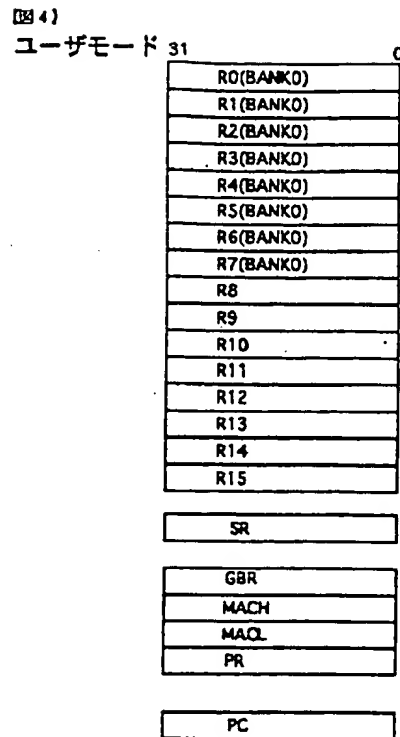 [図4]
ユーザモード 31 0
R0(BANK0)
R1(BANK0)
R2(BANK0)
R3(BANK0)
R4(BANK0)
R5(BANK0)
R6(BANK0)
R7(BANK0)
R8
R9
R10
R11
R12
R13
R14
R15
SR
GBR
MACH
MACL
PR
PC